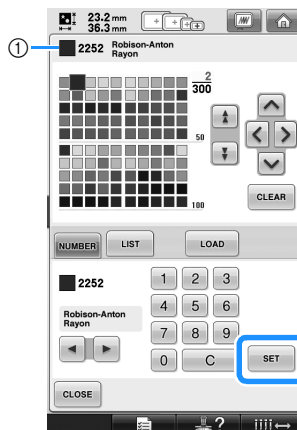 23.2 mm
36.3 mm
1
2252 Robison-Anton
Rayon
2
300
50
100
CLEAR
NUMBER LIST LOAD
2252
Robison-Anton
Rayon
1 2 3
4 5 6
7 8 9
0 C SET
CLOSE
?